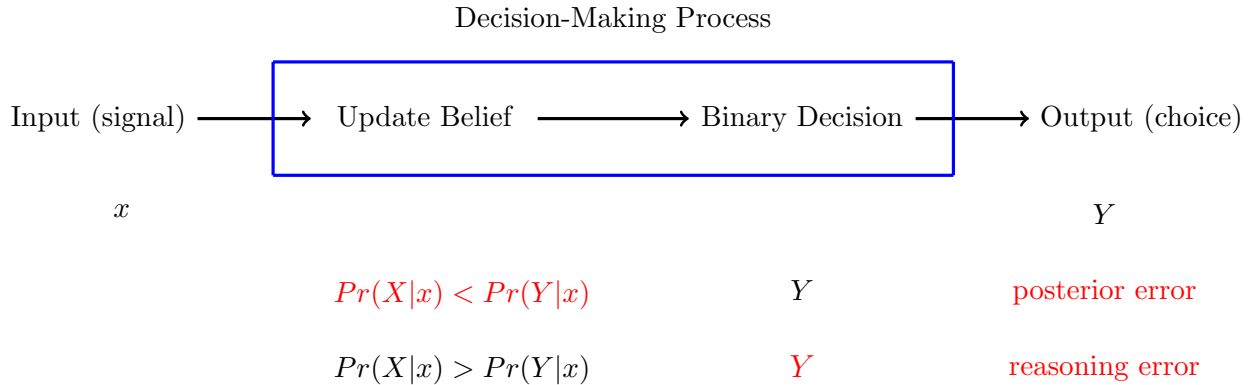 Decision-Making Process
Input (signal) Update Belief Binary Decision Output (choice)
x Y
Pr(X|x) < Pr(Y|x) Y posterior error
Pr(X|x) > Pr(Y|x) Y reasoning error